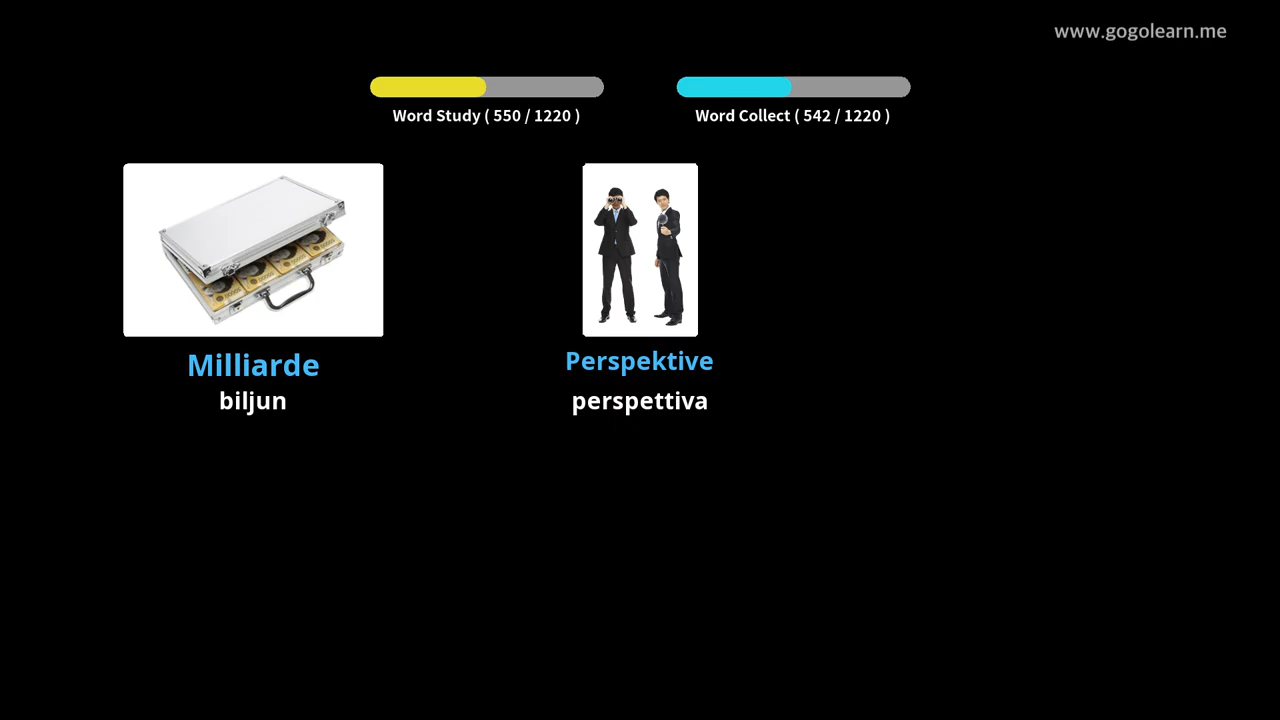 www.gogolearn.me
Word Study ( 550 / 1220 )
Word Collect ( 542 / 1220 )
Milliarde
biljun
Perspektive
perspettiva